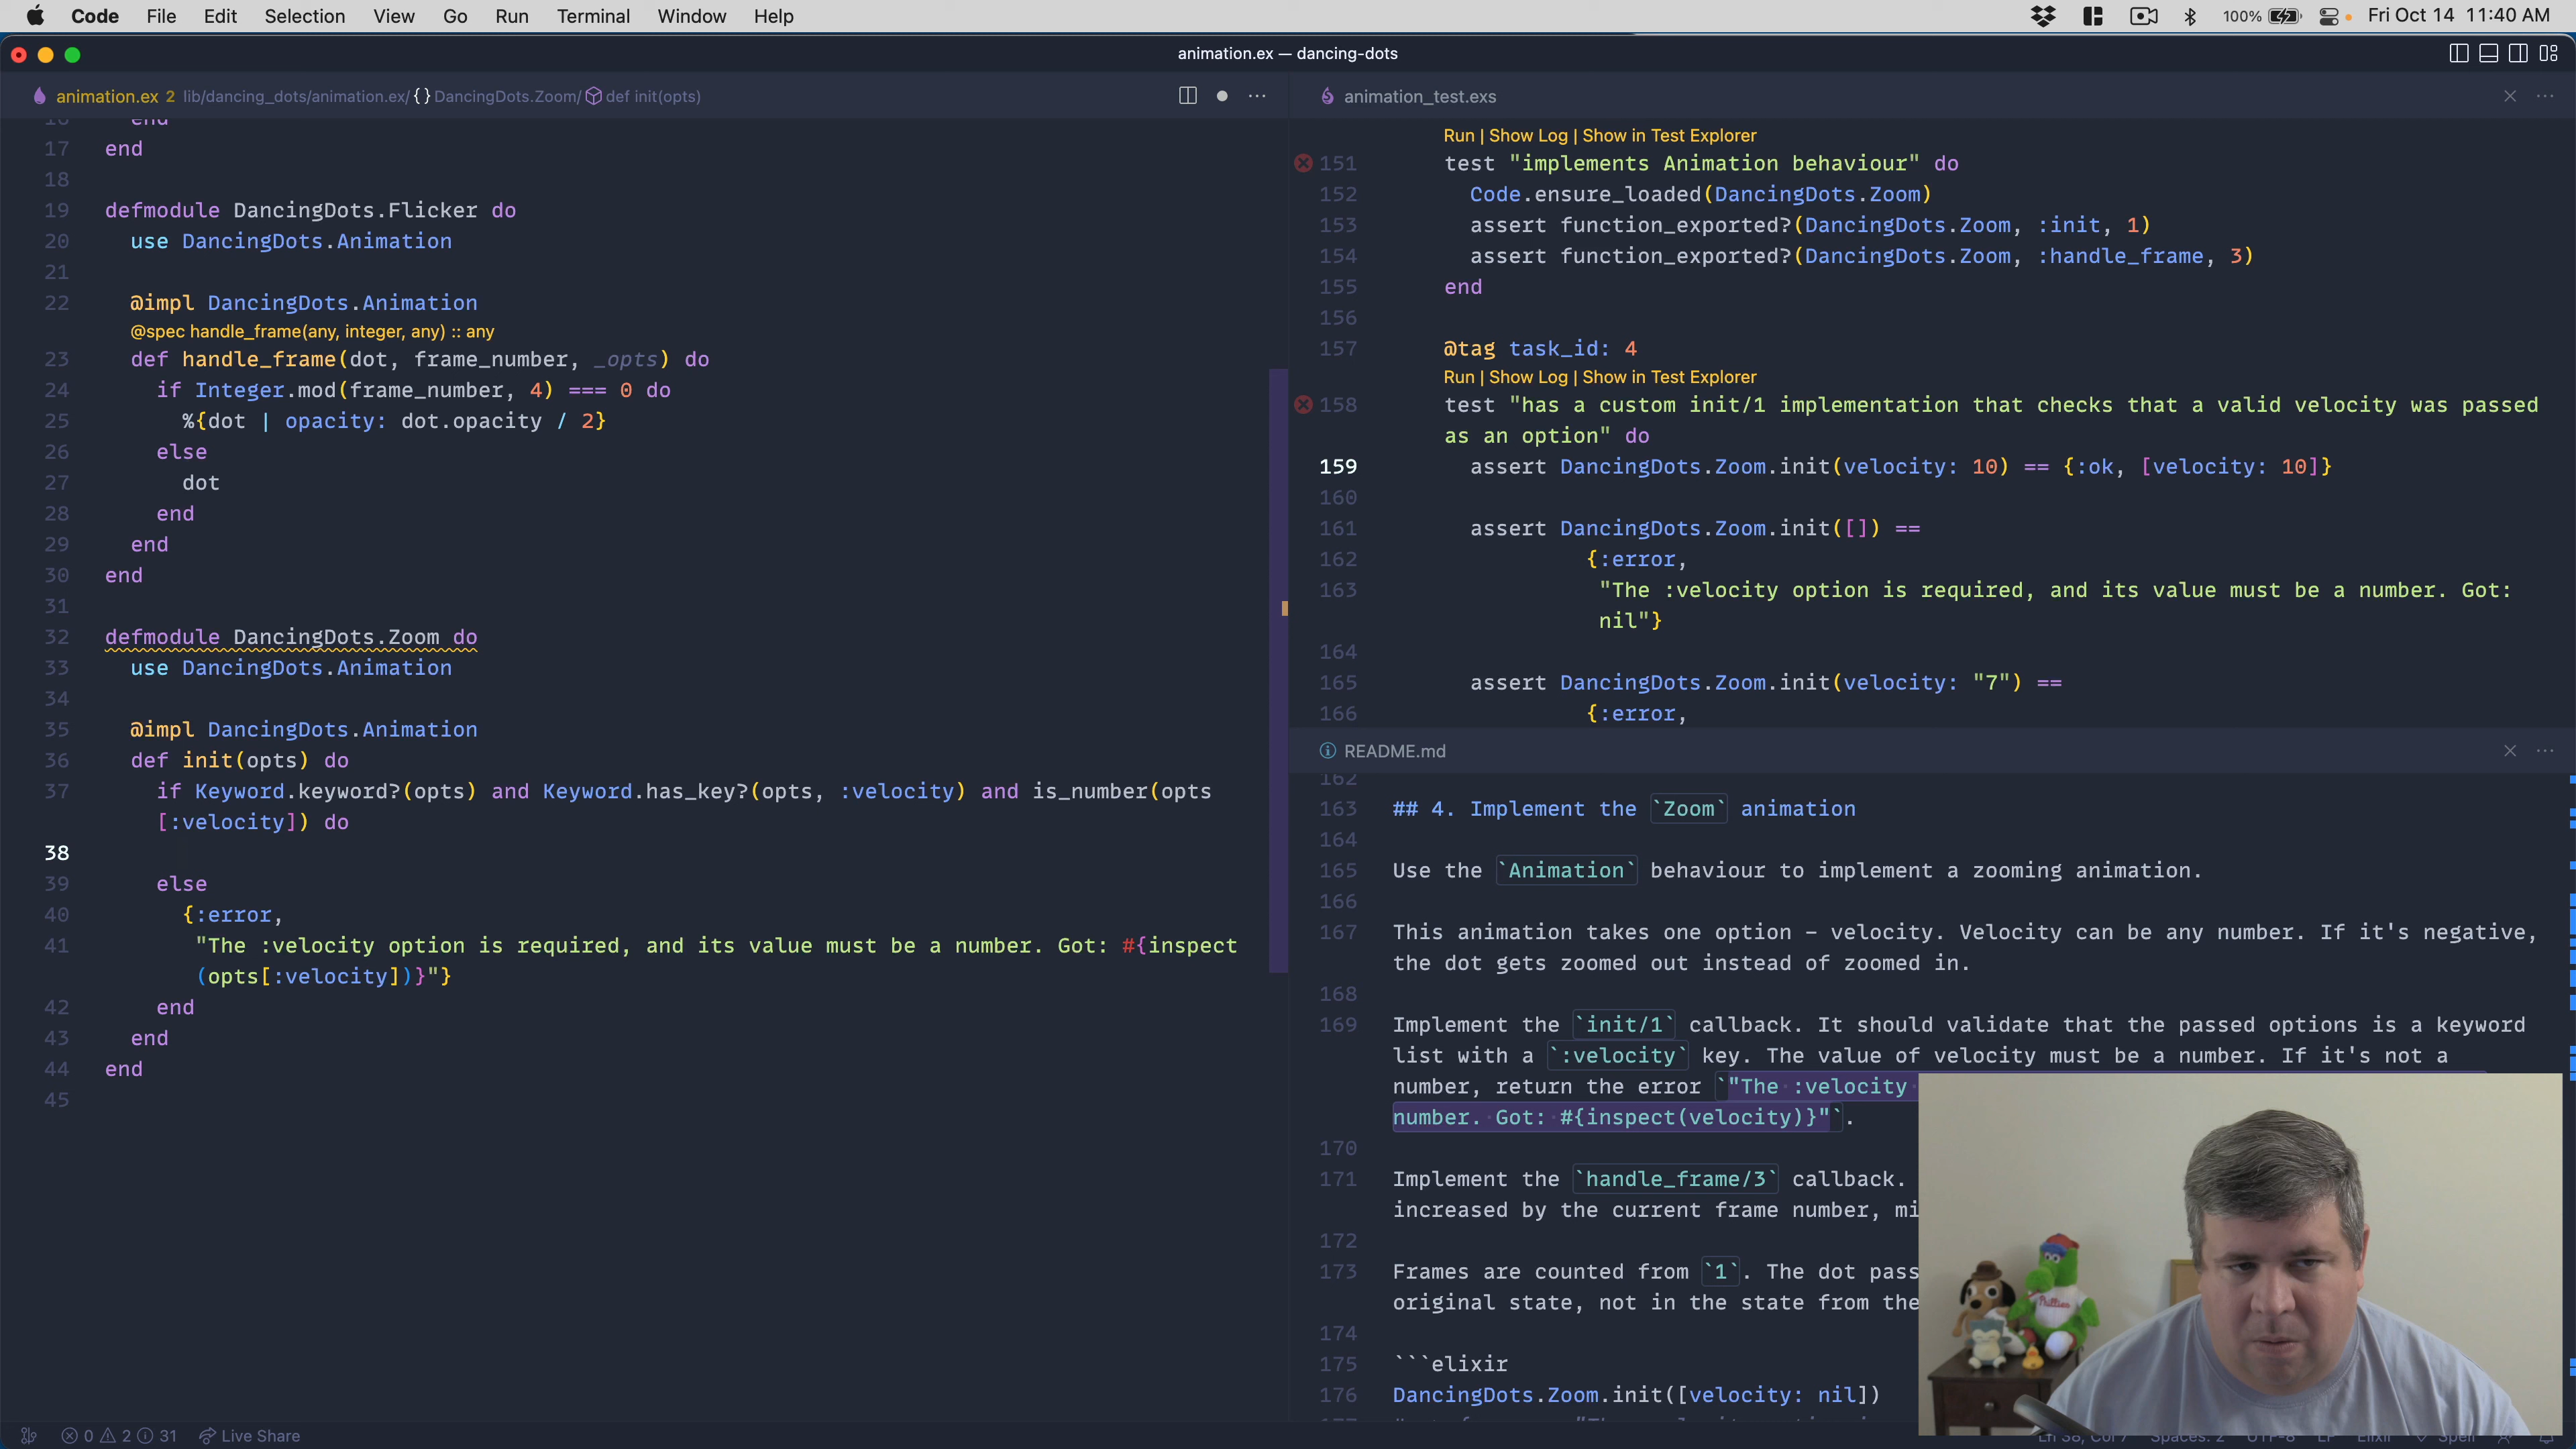 Code File Edit Selection View Go Run Terminal Window Help 100% Fri Oct 14 11:40 AM
animation.ex — dancing-dots
animation.ex 2 lib/dancing_dots/animation.ex/ {} DancingDots.Zoom/ def init(opts)
16 end
17 end
18
19 defmodule DancingDots.Flicker do
20 use DancingDots.Animation
21
22 @impl DancingDots.Animation
@spec handle_frame(any, integer, any) :: any
23 def handle_frame(dot, frame_number, _opts) do
24 if Integer.mod(frame_number, 4) === 0 do
25 %{dot | opacity: dot.opacity / 2}
26 else
27 dot
28 end
29 end
30 end
31
32 defmodule DancingDots.Zoom do
33 use DancingDots.Animation
34
35 @impl DancingDots.Animation
36 def init(opts) do
37 if Keyword.keyword?(opts) and Keyword.has_key?(opts, :velocity) and is_number(opts
[:velocity]) do
38
39 else
40 {:error,
41 "The :velocity option is required, and its value must be a number. Got: #{inspect
(opts[:velocity])}"}
42 end
43 end
44 end
45
animation_test.exs
Run | Show Log | Show in Test Explorer
151 test "implements Animation behaviour" do
152 Code.ensure_loaded(DancingDots.Zoom)
153 assert function_exported?(DancingDots.Zoom, :init, 1)
154 assert function_exported?(DancingDots.Zoom, :handle_frame, 3)
155 end
156
157 @tag task_id: 4
Run | Show Log | Show in Test Explorer
158 test "has a custom init/1 implementation that checks that a valid velocity was passed
as an option" do
159 assert DancingDots.Zoom.init(velocity: 10) == {:ok, [velocity: 10]}
160
161 assert DancingDots.Zoom.init([]) ==
162 {:error,
163 "The :velocity option is required, and its value must be a number. Got:
nil"}
164
165 assert DancingDots.Zoom.init(velocity: "7") ==
166 {:error,
README.md
162
163 ## 4. Implement the `Zoom` animation
164
165 Use the `Animation` behaviour to implement a zooming animation.
166
167 This animation takes one option - velocity. Velocity can be any number. If it's negative,
the dot gets zoomed out instead of zoomed in.
168
169 Implement the `init/1` callback. It should validate that the passed options is a keyword
list with a `:velocity` key. The value of velocity must be a number. If it's not a
number, return the error `"The :velocity
number. Got: #{inspect(velocity)}"`.
170
171 Implement the `handle_frame/3` callback.
increased by the current frame number, mi
172
173 Frames are counted from `1`. The dot pass
original state, not in the state from the
174
175 ```elixir
176 DancingDots.Zoom.init([velocity: nil])
Phillies
0 2 31 Live Share